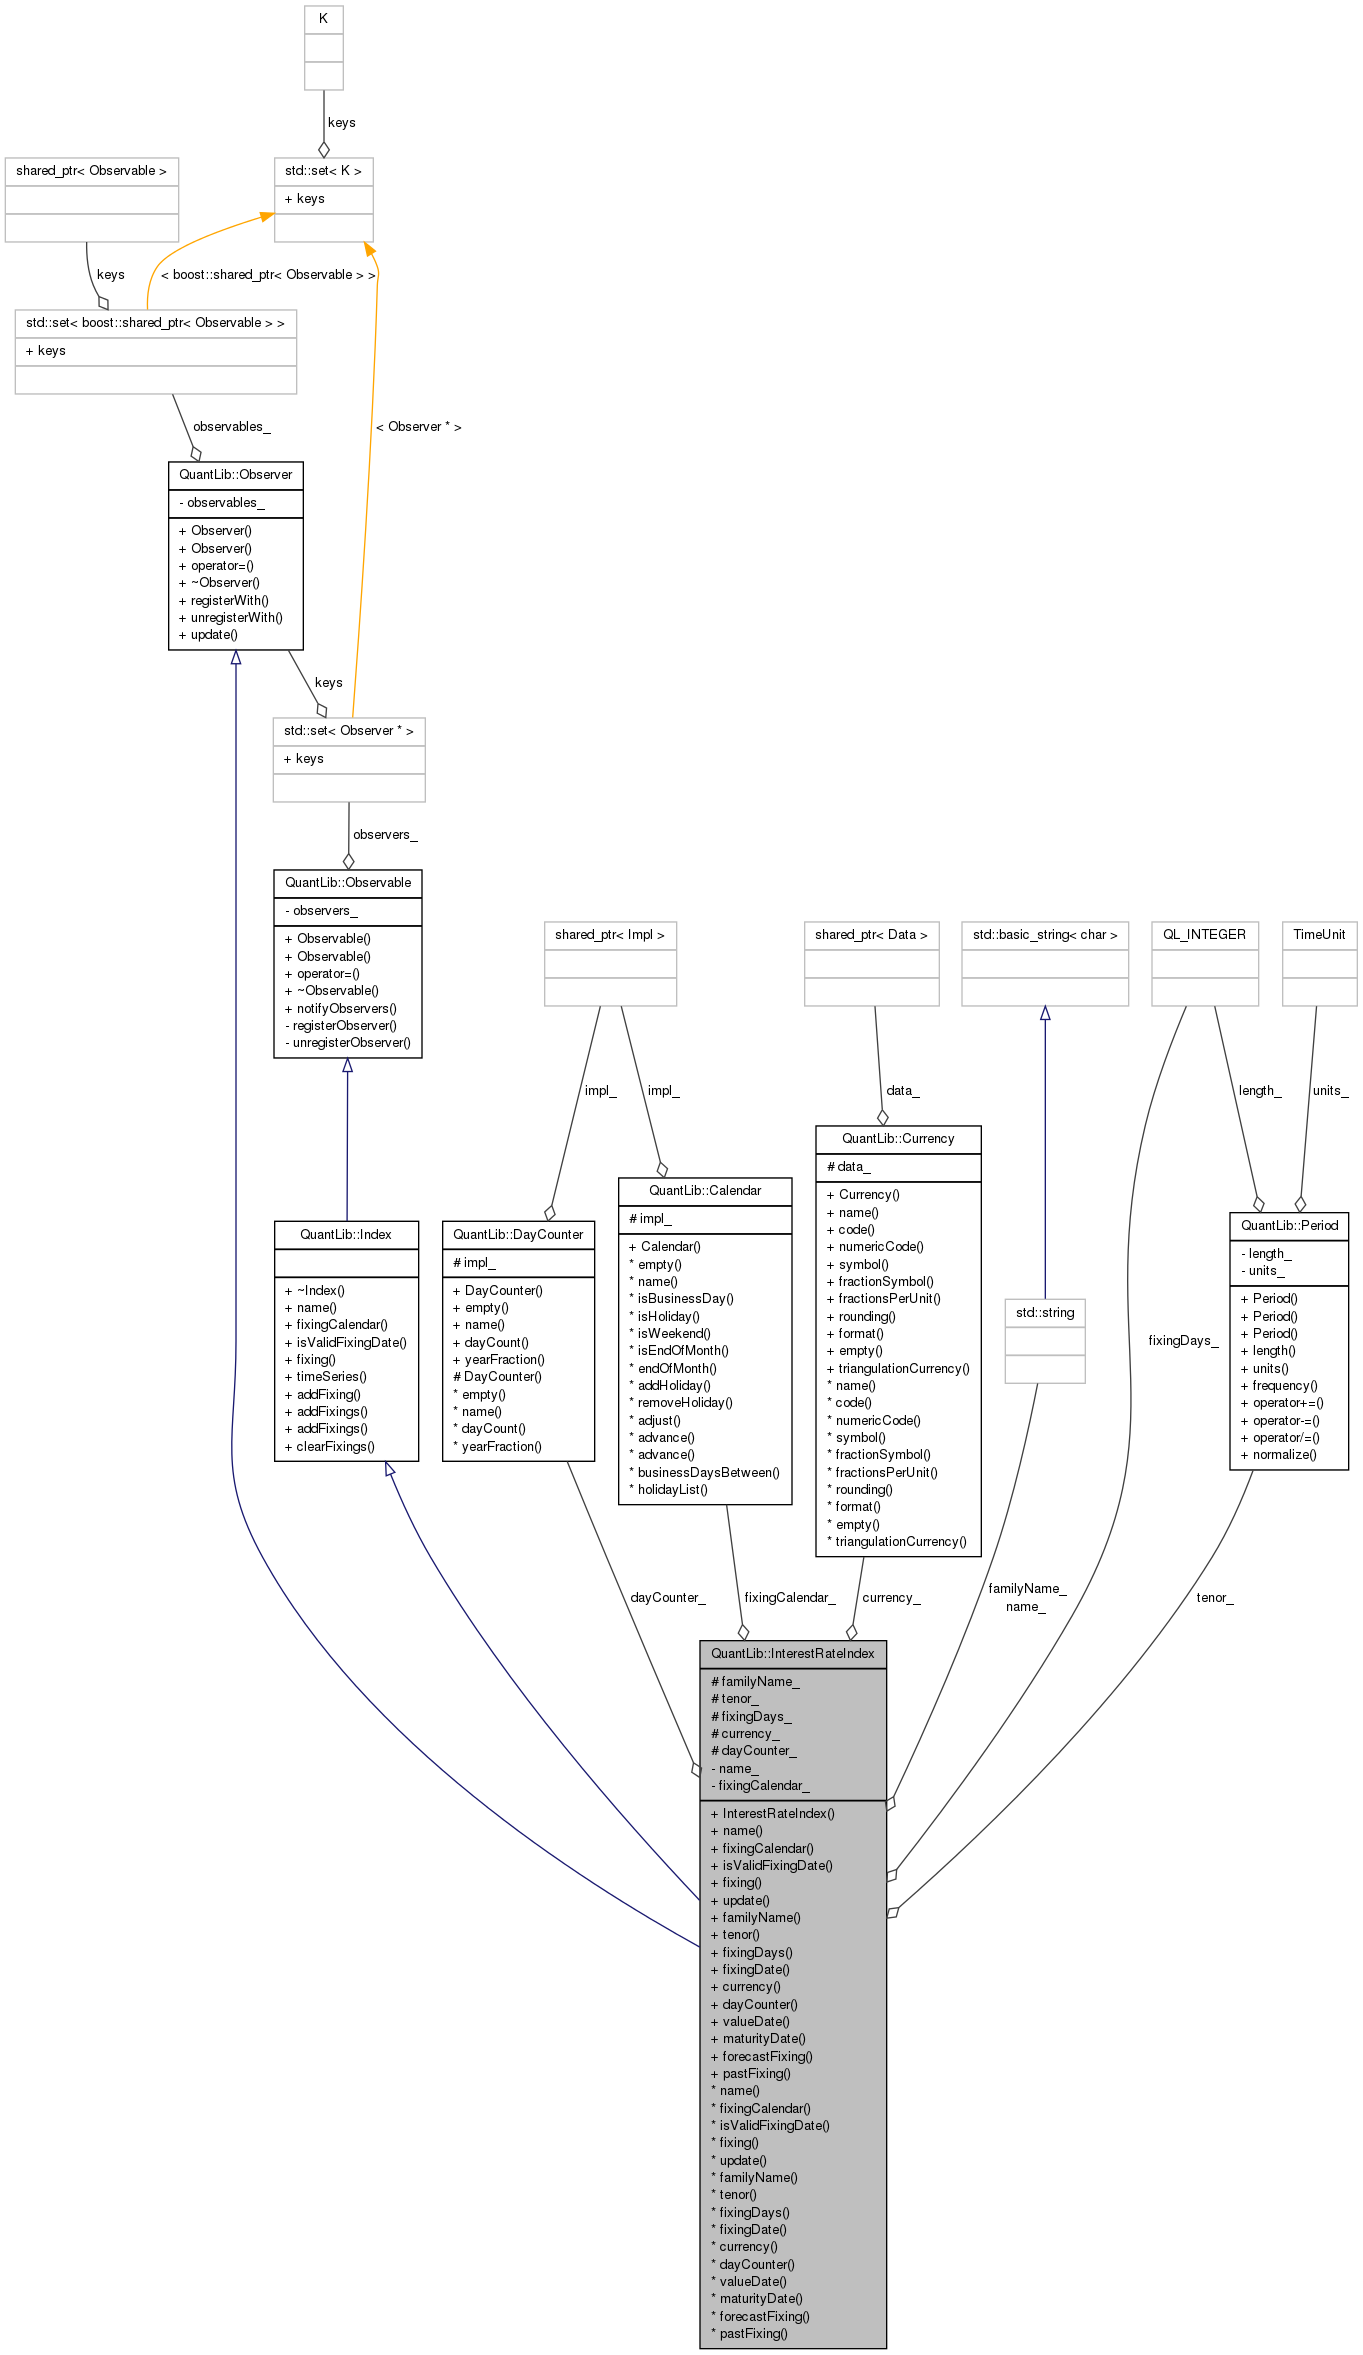 K
keys
shared_ptr< Observable >
std::set< K >
+ keys
keys
< boost::shared_ptr< Observable > >
std::set< boost::shared_ptr< Observable > >
+ keys
observables_
< Observer * >
QuantLib::Observer
- observables_
+ Observer()
+ Observer()
+ operator=()
+ ~Observer()
+ registerWith()
+ unregisterWith()
+ update()
keys
std::set< Observer * >
+ keys
observers_
QuantLib::Observable
- observers_
+ Observable()
+ Observable()
+ operator=()
+ ~Observable()
+ notifyObservers()
- registerObserver()
- unregisterObserver()
shared_ptr< Impl >
shared_ptr< Data >
std::basic_string< char >
QL_INTEGER
TimeUnit
impl_
impl_
data_
length_
units_
QuantLib::Index
+ ~Index()
+ name()
+ fixingCalendar()
+ isValidFixingDate()
+ fixing()
+ timeSeries()
+ addFixing()
+ addFixings()
+ addFixings()
+ clearFixings()
QuantLib::DayCounter
# impl_
+ DayCounter()
+ empty()
+ name()
+ dayCount()
+ yearFraction()
# DayCounter()
* empty()
* name()
* dayCount()
* yearFraction()
QuantLib::Calendar
# impl_
+ Calendar()
* empty()
* name()
* isBusinessDay()
* isHoliday()
* isWeekend()
* isEndOfMonth()
* endOfMonth()
* addHoliday()
* removeHoliday()
* adjust()
* advance()
* advance()
* businessDaysBetween()
* holidayList()
QuantLib::Currency
# data_
+ Currency()
+ name()
+ code()
+ numericCode()
+ symbol()
+ fractionSymbol()
+ fractionsPerUnit()
+ rounding()
+ format()
+ empty()
+ triangulationCurrency()
* name()
* code()
* numericCode()
* symbol()
* fractionSymbol()
* fractionsPerUnit()
* rounding()
* format()
* empty()
* triangulationCurrency()
std::string
fixingDays_
QuantLib::Period
- length_
- units_
+ Period()
+ Period()
+ Period()
+ length()
+ units()
+ frequency()
+ operator+=()
+ operator-=()
+ operator/=()
+ normalize()
dayCounter_
fixingCalendar_
currency_
familyName_
name_
tenor_
QuantLib::InterestRateIndex
# familyName_
# tenor_
# fixingDays_
# currency_
# dayCounter_
- name_
- fixingCalendar_
+ InterestRateIndex()
+ name()
+ fixingCalendar()
+ isValidFixingDate()
+ fixing()
+ update()
+ familyName()
+ tenor()
+ fixingDays()
+ fixingDate()
+ currency()
+ dayCounter()
+ valueDate()
+ maturityDate()
+ forecastFixing()
+ pastFixing()
* name()
* fixingCalendar()
* isValidFixingDate()
* fixing()
* update()
* familyName()
* tenor()
* fixingDays()
* fixingDate()
* currency()
* dayCounter()
* valueDate()
* maturityDate()
* forecastFixing()
* pastFixing()